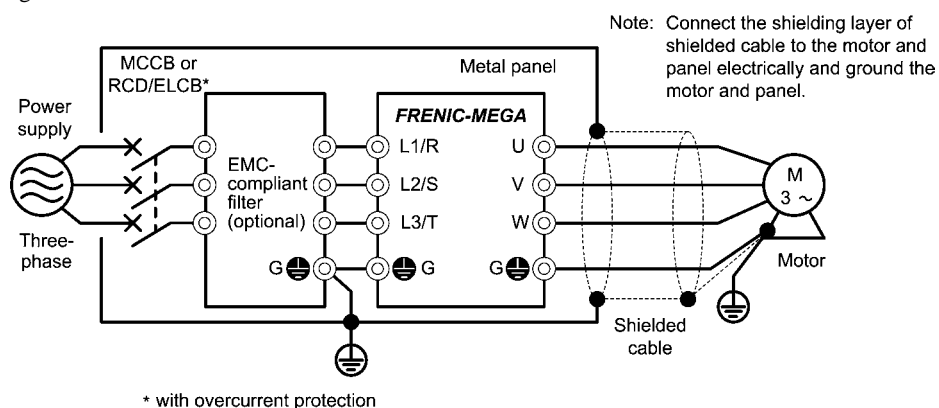 Note: Connect the shielding layer of
shielded cable to the motor and
panel electrically and ground the
motor and panel.
MCCB or
RCD/ELCB*
Metal panel
Power
supply
FRENIC-MEGA
L1/R
U
EMC-
compliant
filter
(optional)
L2/S
V
M
3 ~
L3/T
W
Three-
phase
G
G
G
Motor
Shielded
cable
* with overcurrent protection